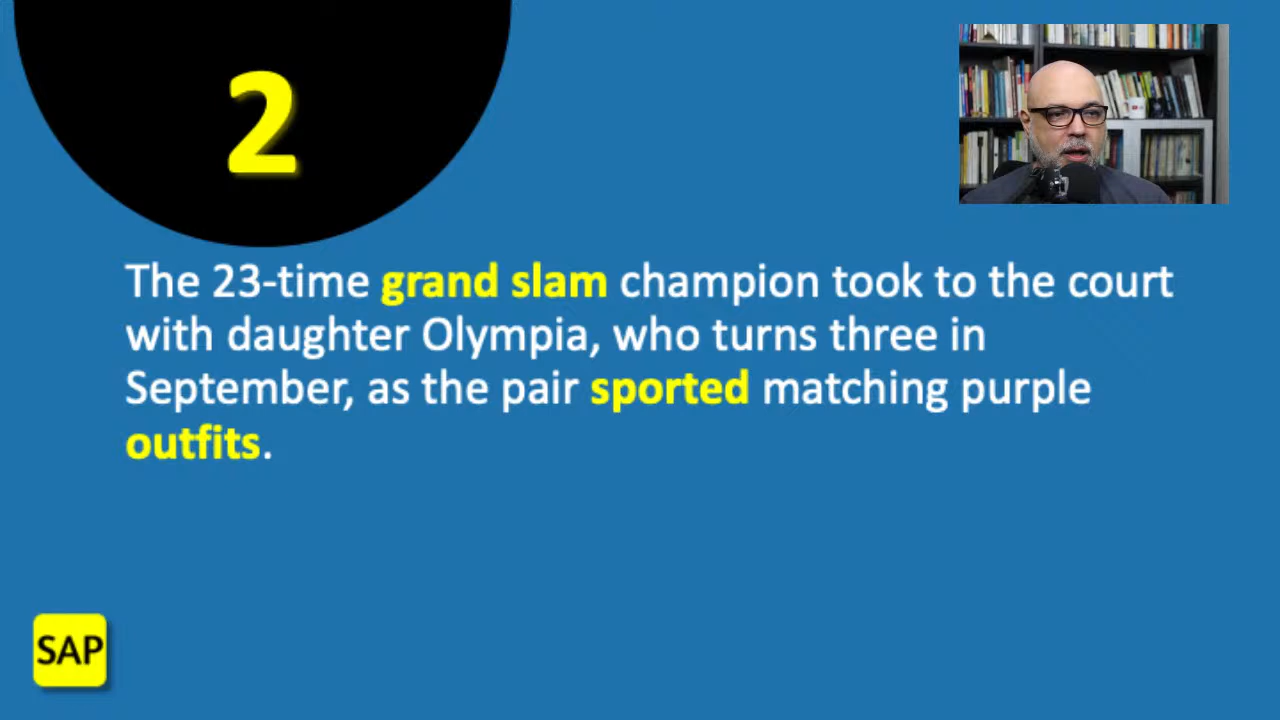 2
The 23-time grand slam champion took to the court
with daughter Olympia, who turns three in
September, as the pair sported matching purple
outfits.
SAP